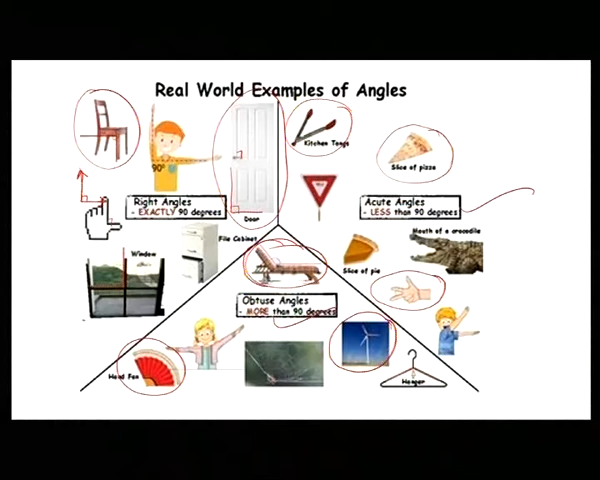 Real World Examples of Angles
Kitchen Tongs
Slice of pizza
90°
Right Angles
- EXACTLY 90 degrees
Door
Acute Angles
- LESS than 90 degrees
File Cabinet
Mouth of a crocodile
Window
Slice of pie
Obtuse Angles
- MORE than 90 degrees
Hand Fan
Hanger